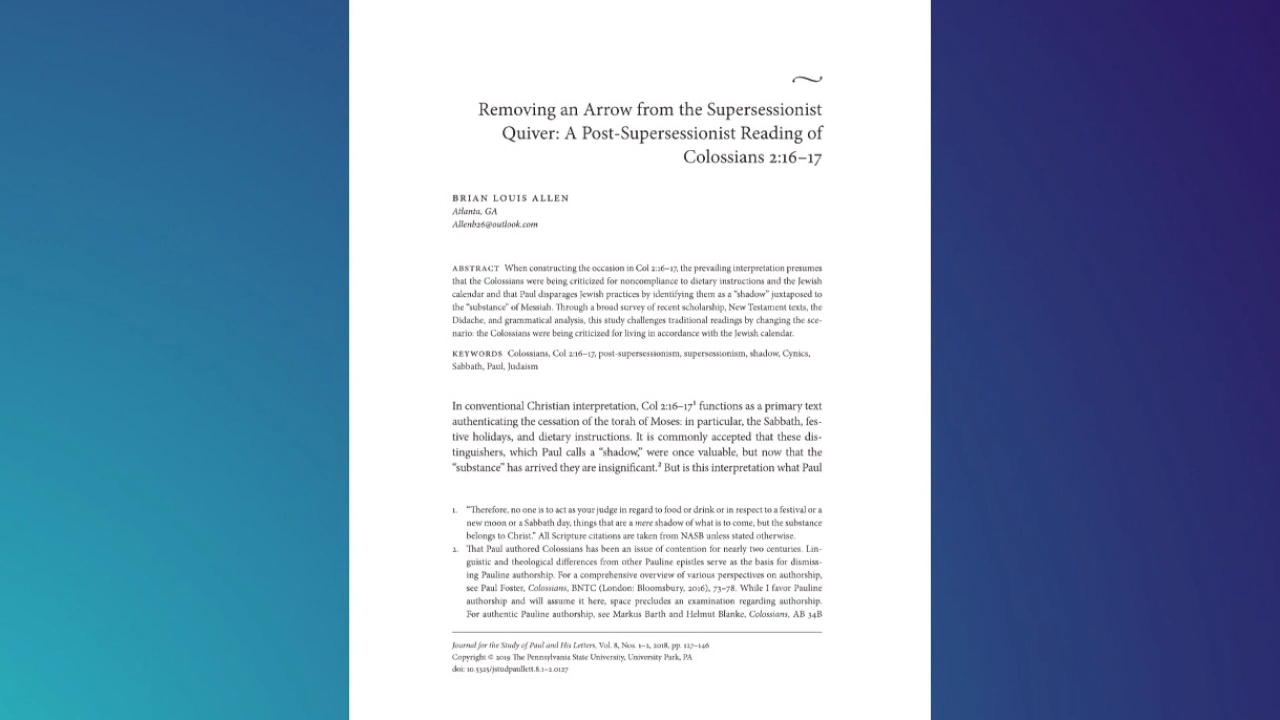 Removing an Arrow from the Supersessionist
Quiver: A Post-Supersessionist Reading of
Colossians 2:16–17
BRIAN LOUIS ALLEN
Atlanta, GA
Allenb26@outlook.com
ABSTRACT When constructing the occasion in Col 2:16–17, the prevailing interpretation presumes
that the Colossians were being criticized for noncompliance to dietary instructions and the Jewish
calendar and that Paul disparages Jewish practices by identifying them as a “shadow” juxtaposed to
the “substance” of Messiah. Through a broad survey of recent scholarship, New Testament texts, the
Didache, and grammatical analysis, this study challenges traditional readings by changing the sce-
nario: the Colossians were being criticized for living in accordance with the Jewish calendar.
KEYWORDS Colossians, Col 2:16–17, post-supersessionism, supersessionism, shadow, Cynics,
Sabbath, Paul, Judaism
In conventional Christian interpretation, Col 2:16–17¹ functions as a primary text
authenticating the cessation of the torah of Moses: in particular, the Sabbath, fes-
tive holidays, and dietary instructions. It is commonly accepted that these dis-
tinguishers, which Paul calls a “shadow,” were once valuable, but now that the
“substance” has arrived they are insignificant.² But is this interpretation what Paul
1. “Therefore, no one is to act as your judge in regard to food or drink or in respect to a festival or a
new moon or a Sabbath day, things that are a mere shadow of what is to come, but the substance
belongs to Christ.” All Scripture citations are taken from NASB unless stated otherwise.
2. That Paul authored Colossians has been an issue of contention for nearly two centuries. Lin-
guistic and theological differences from other Pauline epistles serve as the basis for dismiss-
ing Pauline authorship. For a comprehensive overview of various perspectives on authorship,
see Paul Foster, Colossians, BNTC (London: Bloomsbury, 2016), 73–78. While I favor Pauline
authorship and will assume it here, space precludes an examination regarding authorship.
For authentic Pauline authorship, see Markus Barth and Helmut Blanke, Colossians, AB 34B
Journal for the Study of Paul and His Letters, Vol. 8, Nos. 1–2, 2018, pp. 127–146
Copyright © 2019 The Pennsylvania State University, University Park, PA
doi: 10.5325/jstudpaullett.8.1-2.0127